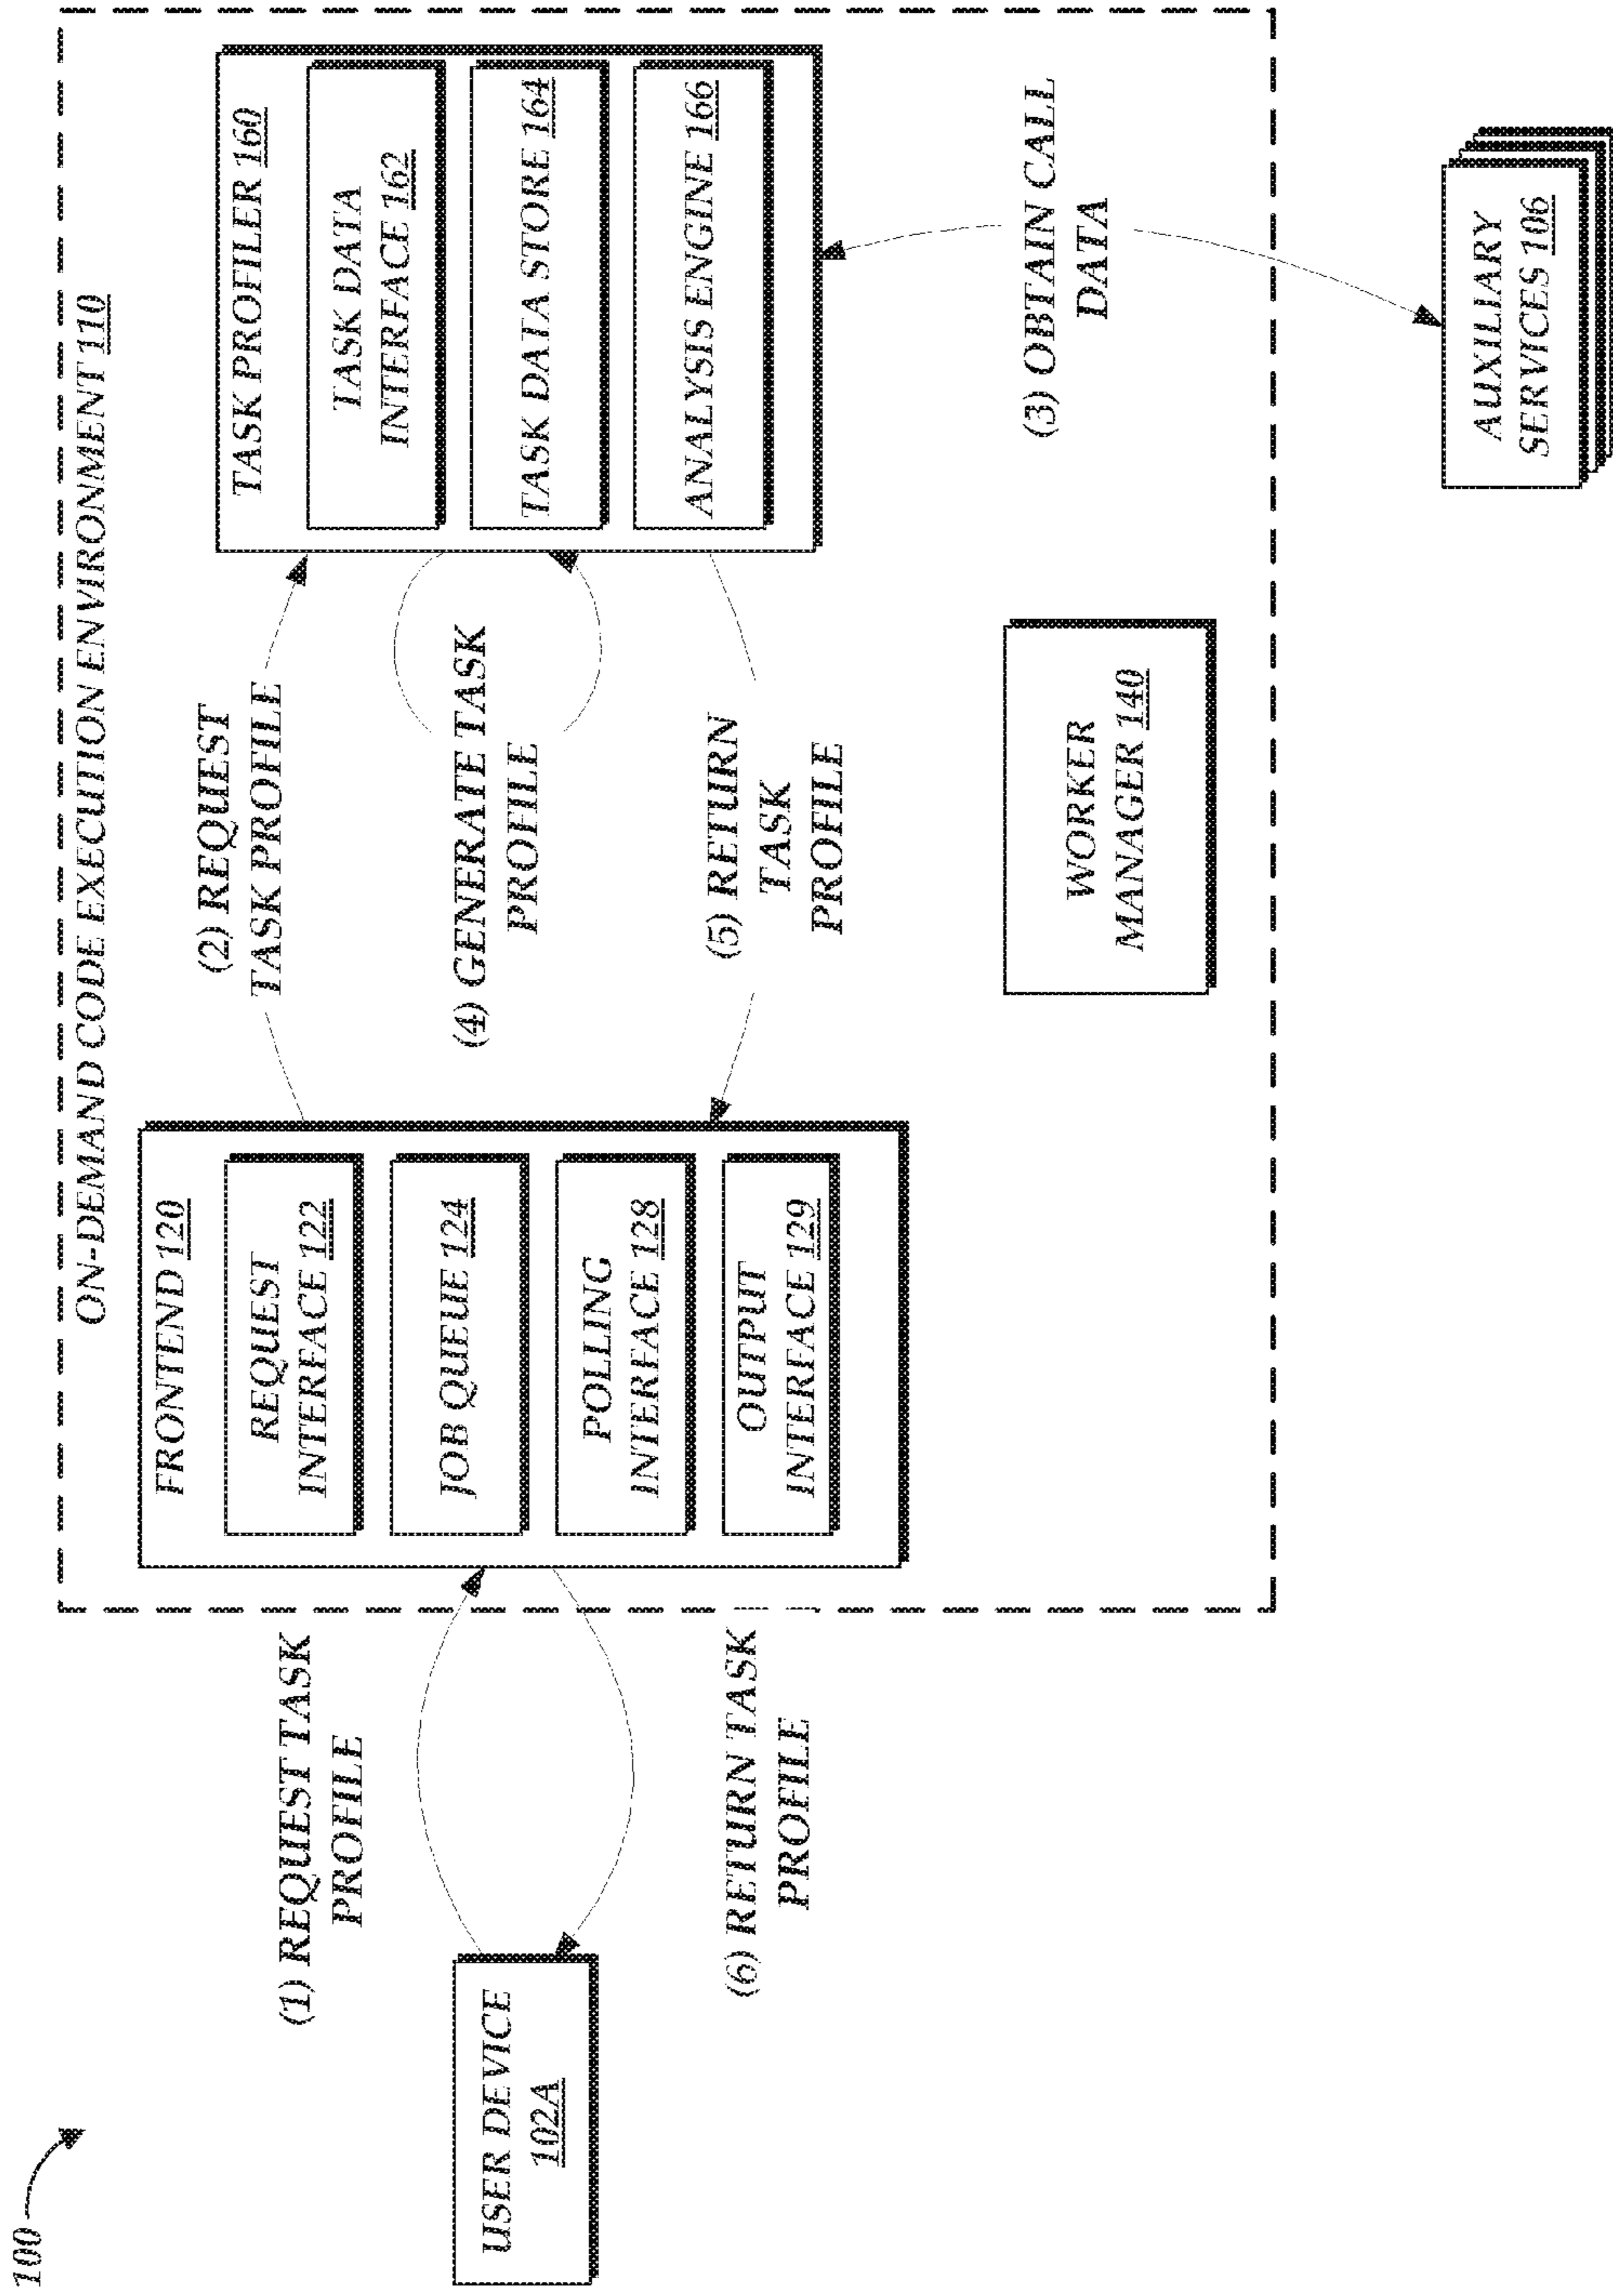 100
ON-DEMAND CODE EXECUTION ENVIRONMENT 110
USER DEVICE
102A
(1) REQUEST TASK
PROFILE
(6) RETURN TASK
PROFILE
FRONTEND 120
REQUEST
INTERFACE 122
JOB QUEUE 124
POLLING
INTERFACE 128
OUTPUT
INTERFACE 129
(2) REQUEST
TASK PROFILE
(4) GENERATE TASK
PROFILE
(5) RETURN
TASK
PROFILE
WORKER
MANAGER 140
TASK PROFILER 160
TASK DATA
INTERFACE 162
TASK DATA STORE 164
ANALYSIS ENGINE 166
(3) OBTAIN CALL
DATA
AUXILIARY
SERVICES 106